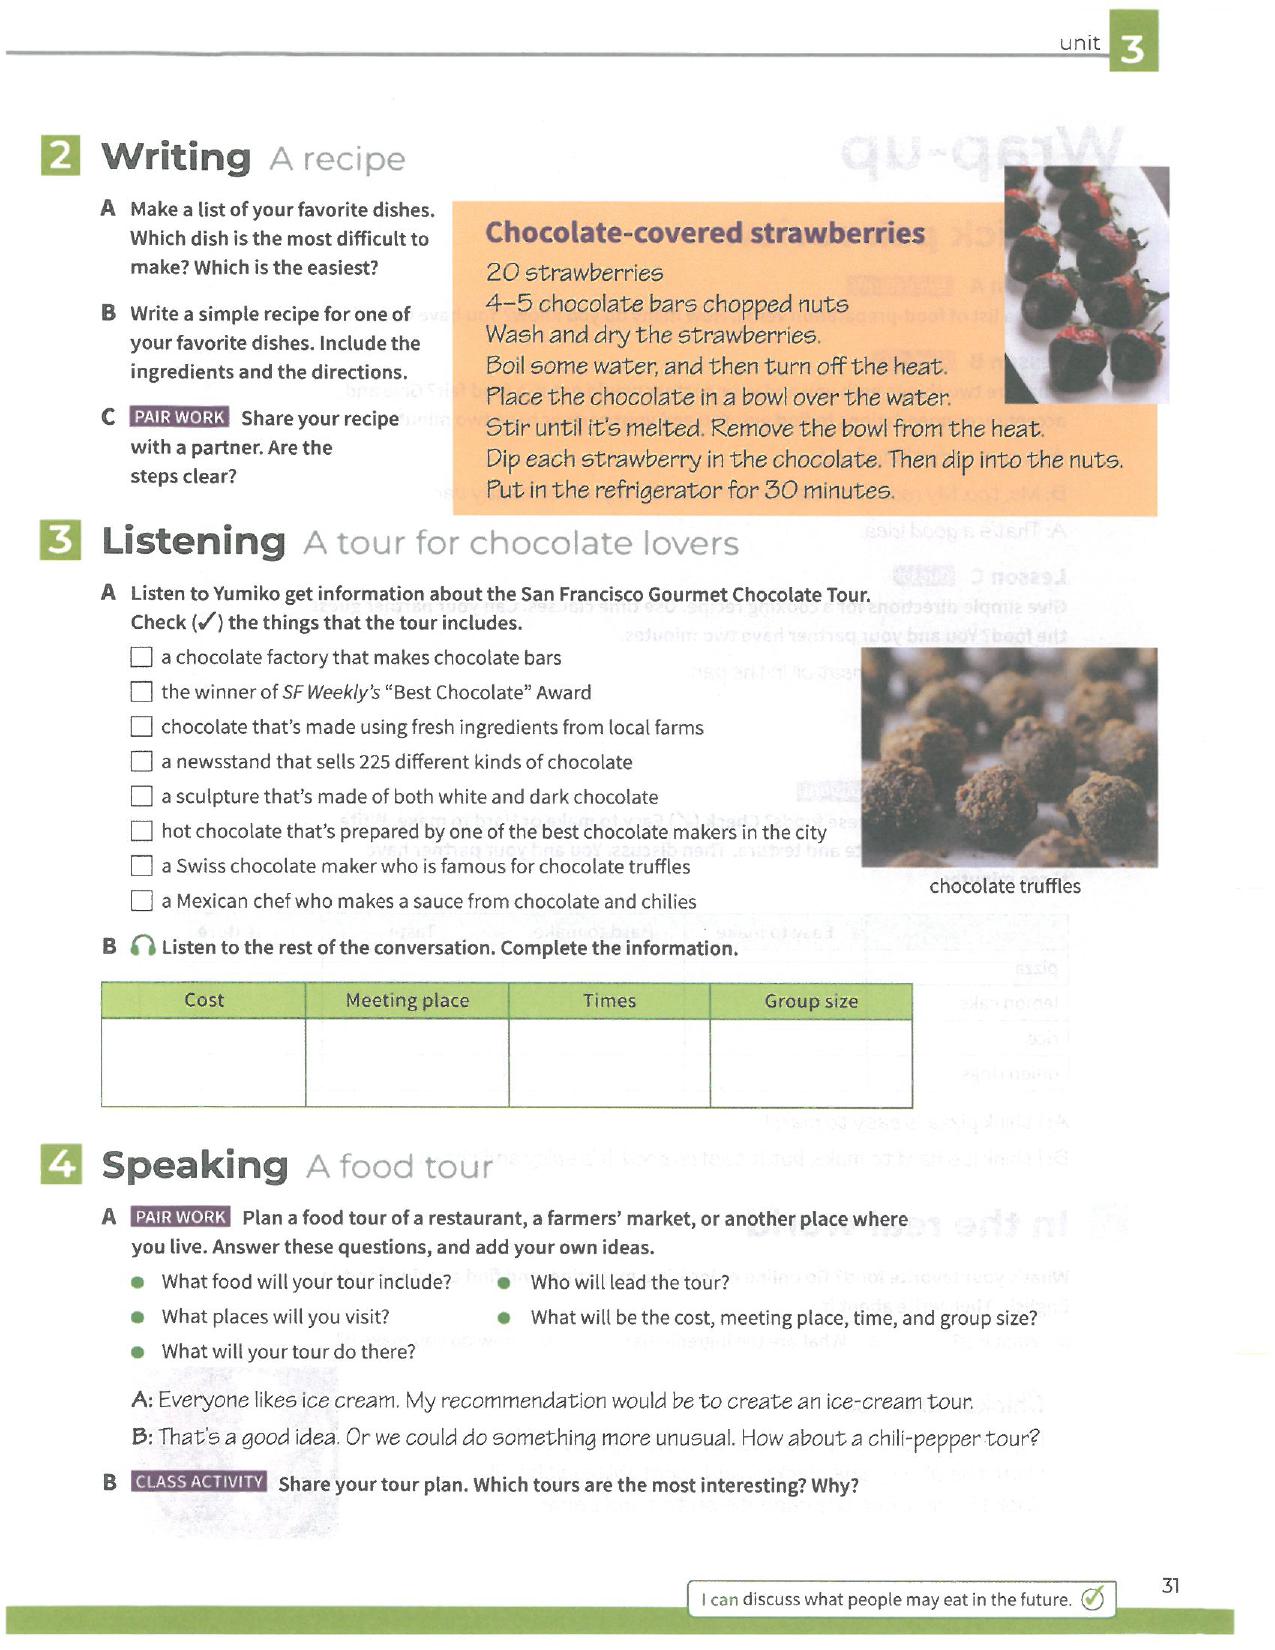 unit 3
2 Writing A recipe
A Make a list of your favorite dishes.
Which dish is the most difficult to
make? Which is the easiest?
B Write a simple recipe for one of
your favorite dishes. Include the
ingredients and the directions.
C PAIR WORK Share your recipe
with a partner. Are the
steps clear?
Chocolate-covered strawberries
20 strawberries
4–5 chocolate bars chopped nuts
Wash and dry the strawberries.
Boil some water, and then turn off the heat.
Place the chocolate in a bowl over the water.
Stir until it's melted. Remove the bowl from the heat.
Dip each strawberry in the chocolate. Then dip into the nuts.
Put in the refrigerator for 30 minutes.
3 Listening A tour for chocolate lovers
A Listen to Yumiko get information about the San Francisco Gourmet Chocolate Tour.
Check (✓) the things that the tour includes.
□ a chocolate factory that makes chocolate bars
□ the winner of SF Weekly's “Best Chocolate” Award
□ chocolate that's made using fresh ingredients from local farms
□ a newsstand that sells 225 different kinds of chocolate
□ a sculpture that's made of both white and dark chocolate
□ hot chocolate that's prepared by one of the best chocolate makers in the city
□ a Swiss chocolate maker who is famous for chocolate truffles
□ a Mexican chef who makes a sauce from chocolate and chilies
chocolate truffles
B Listen to the rest of the conversation. Complete the information.
Cost Meeting place Times Group size
4 Speaking A food tour
A PAIR WORK Plan a food tour of a restaurant, a farmers' market, or another place where
you live. Answer these questions, and add your own ideas.
• What food will your tour include? • Who will lead the tour?
• What places will you visit? • What will be the cost, meeting place, time, and group size?
• What will your tour do there?
A: Everyone likes ice cream. My recommendation would be to create an ice-cream tour.
B: That's a good idea. Or we could do something more unusual. How about a chili-pepper tour?
B CLASS ACTIVITY Share your tour plan. Which tours are the most interesting? Why?
I can discuss what people may eat in the future.
31